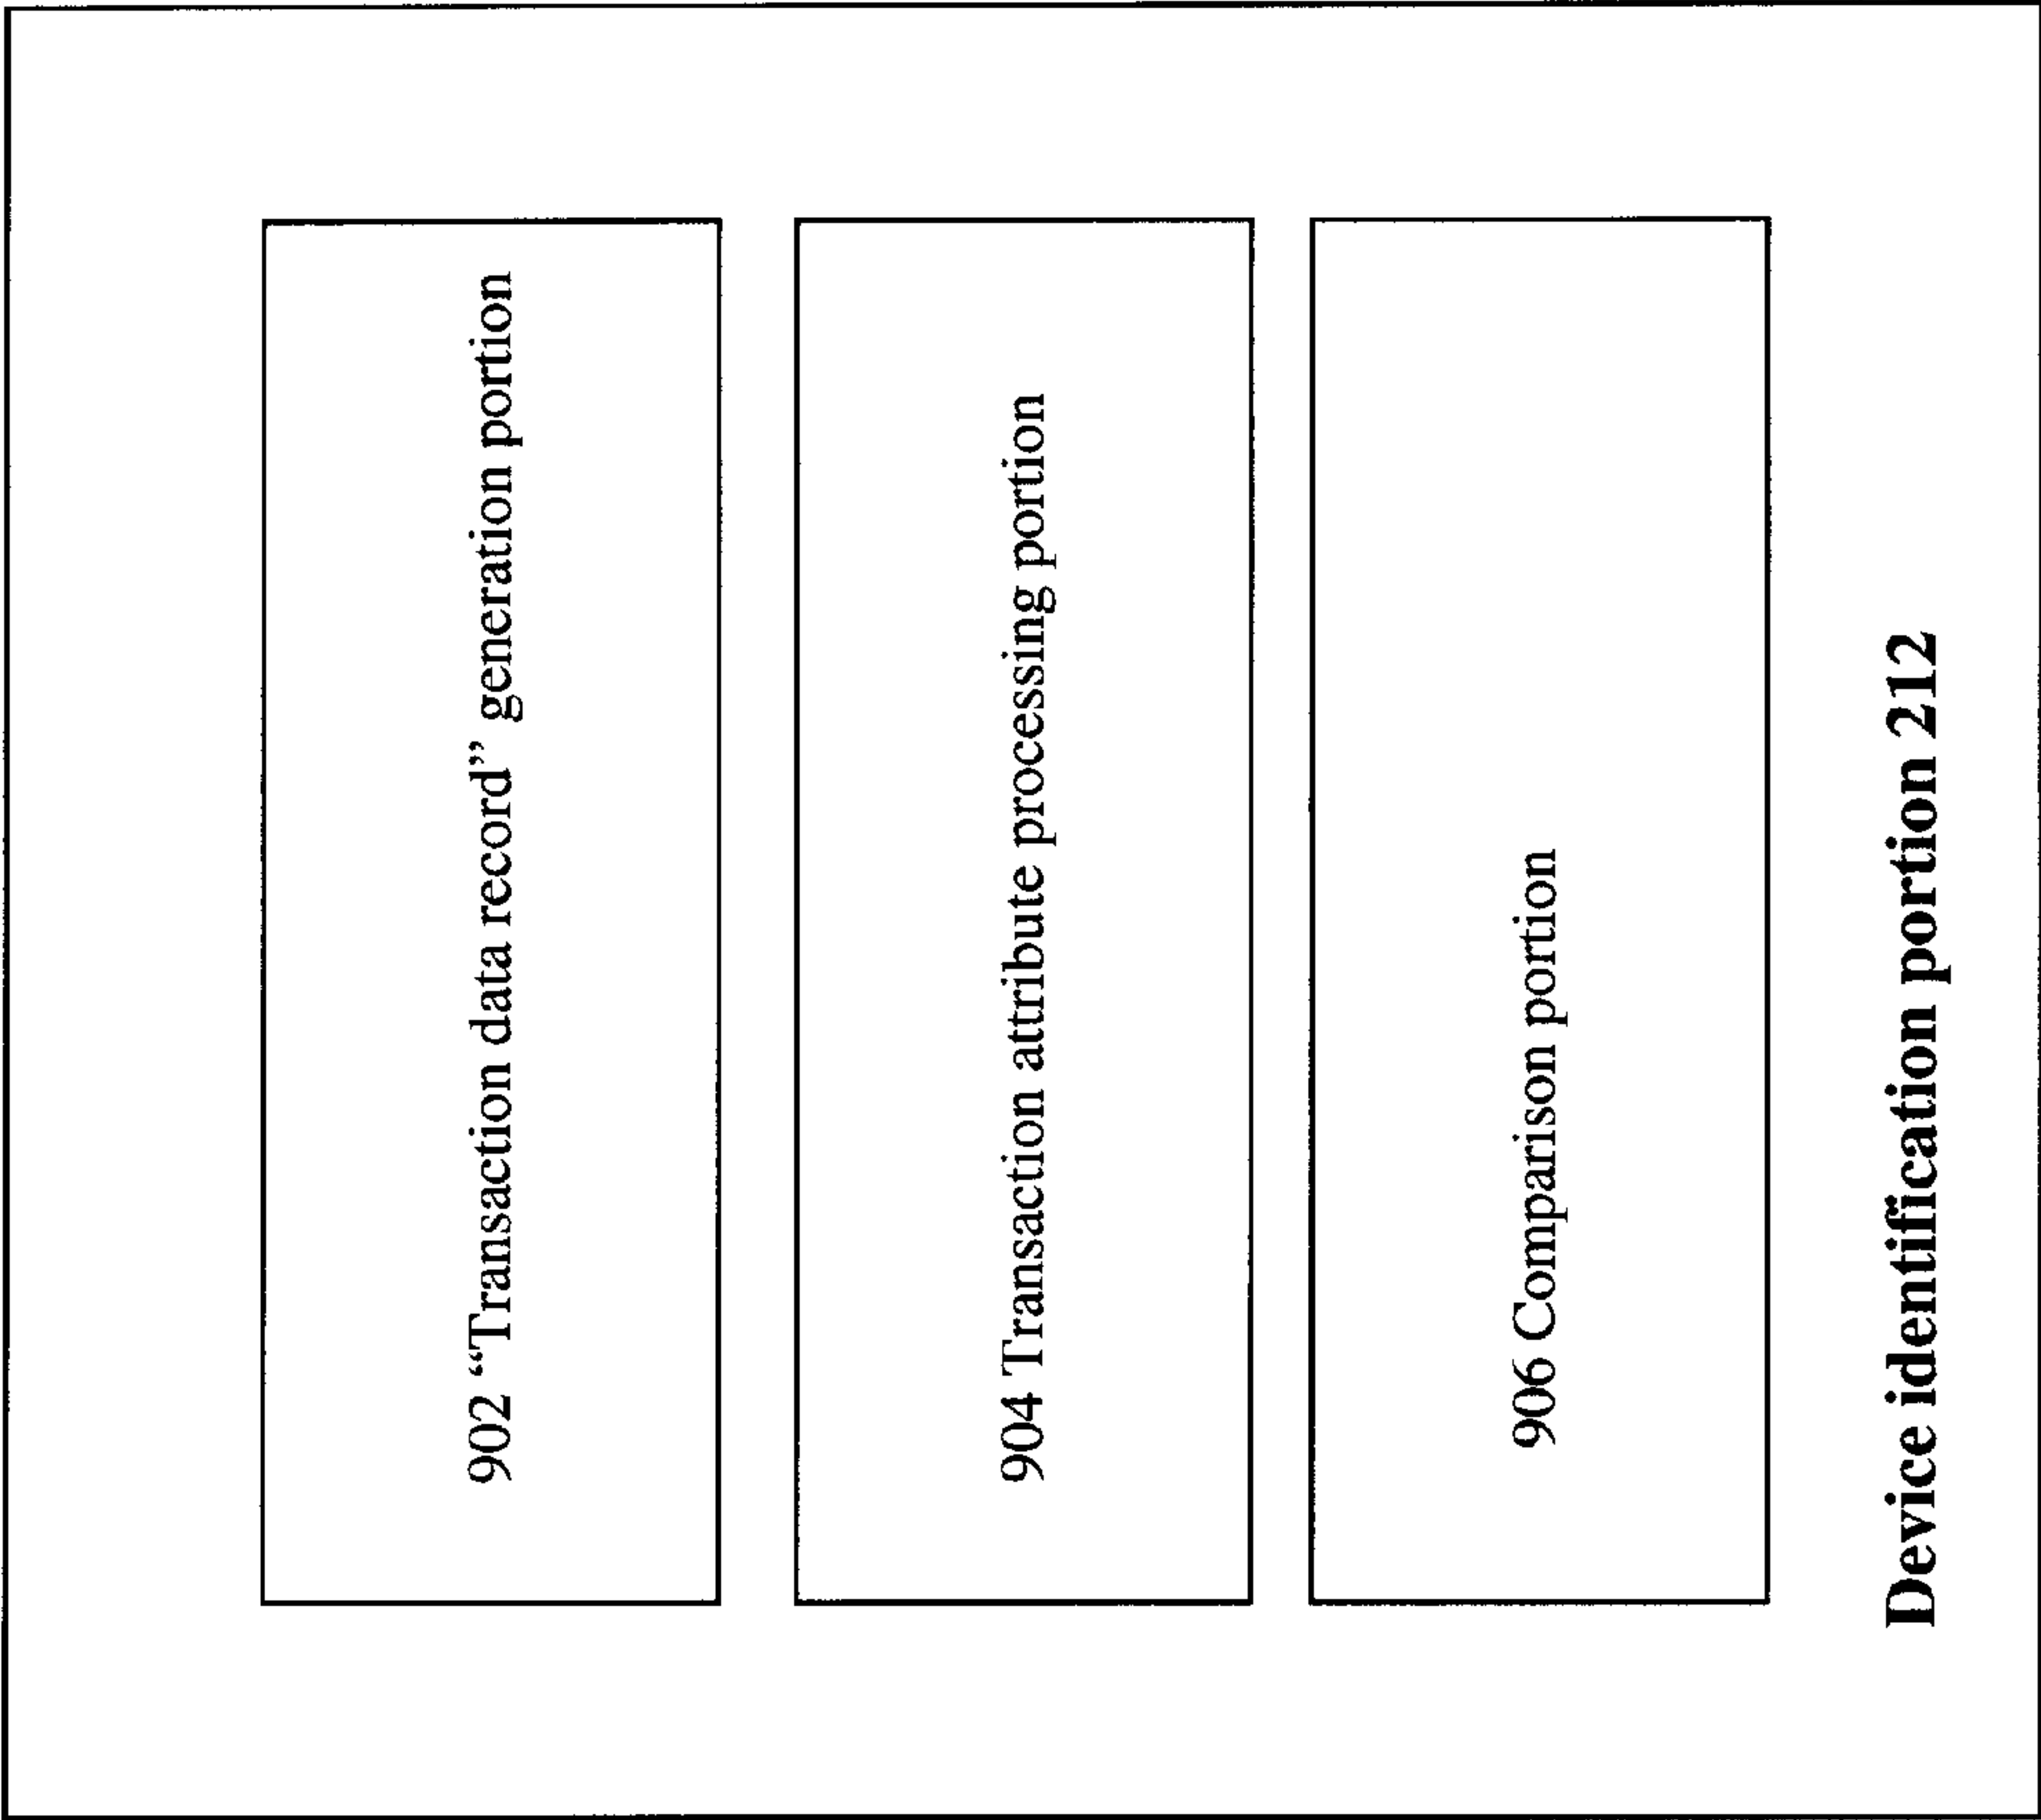 902 “Transaction data record” generation portion
904 Transaction attribute processing portion
906 Comparison portion
Device identification portion 212